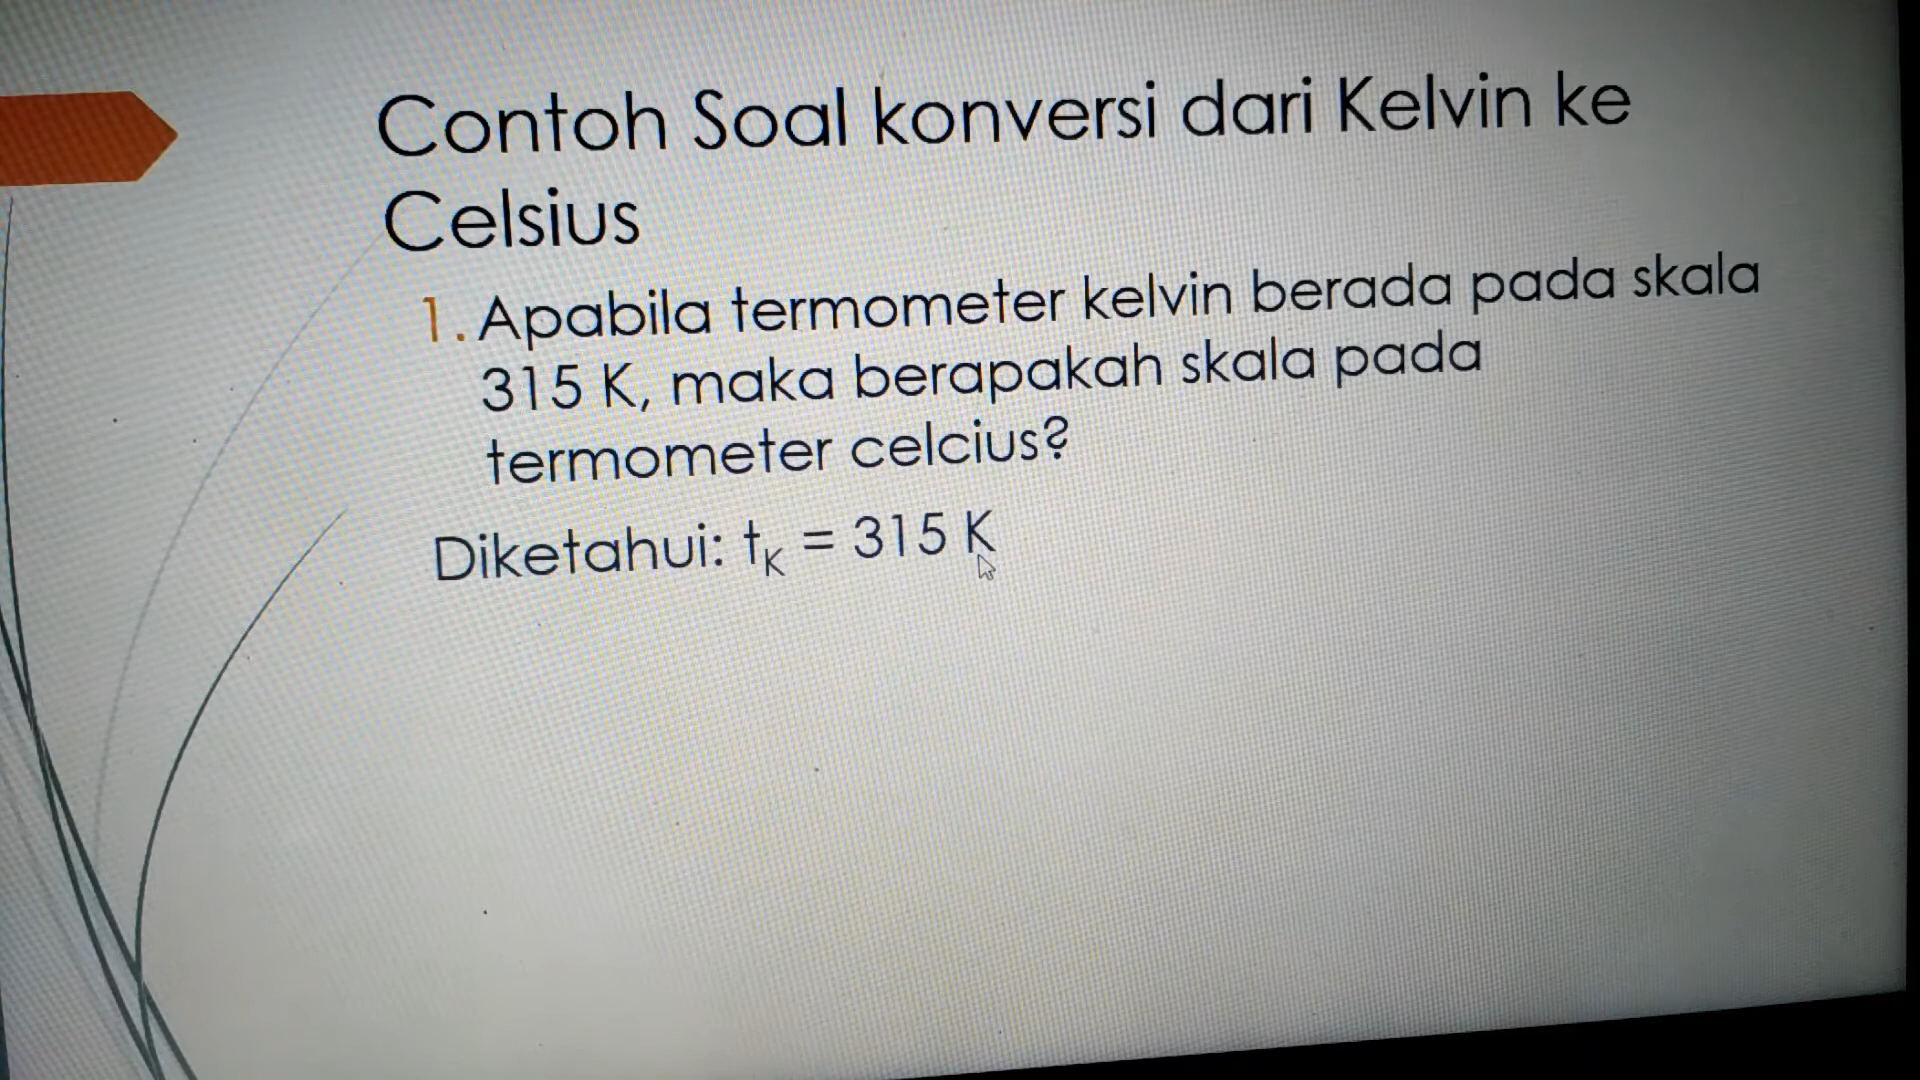 Contoh Soal konversi dari Kelvin ke
Celsius
1. Apabila termometer kelvin berada pada skala
315 K, maka berapakah skala pada
termometer celcius?
Diketahui: tₖ = 315 K